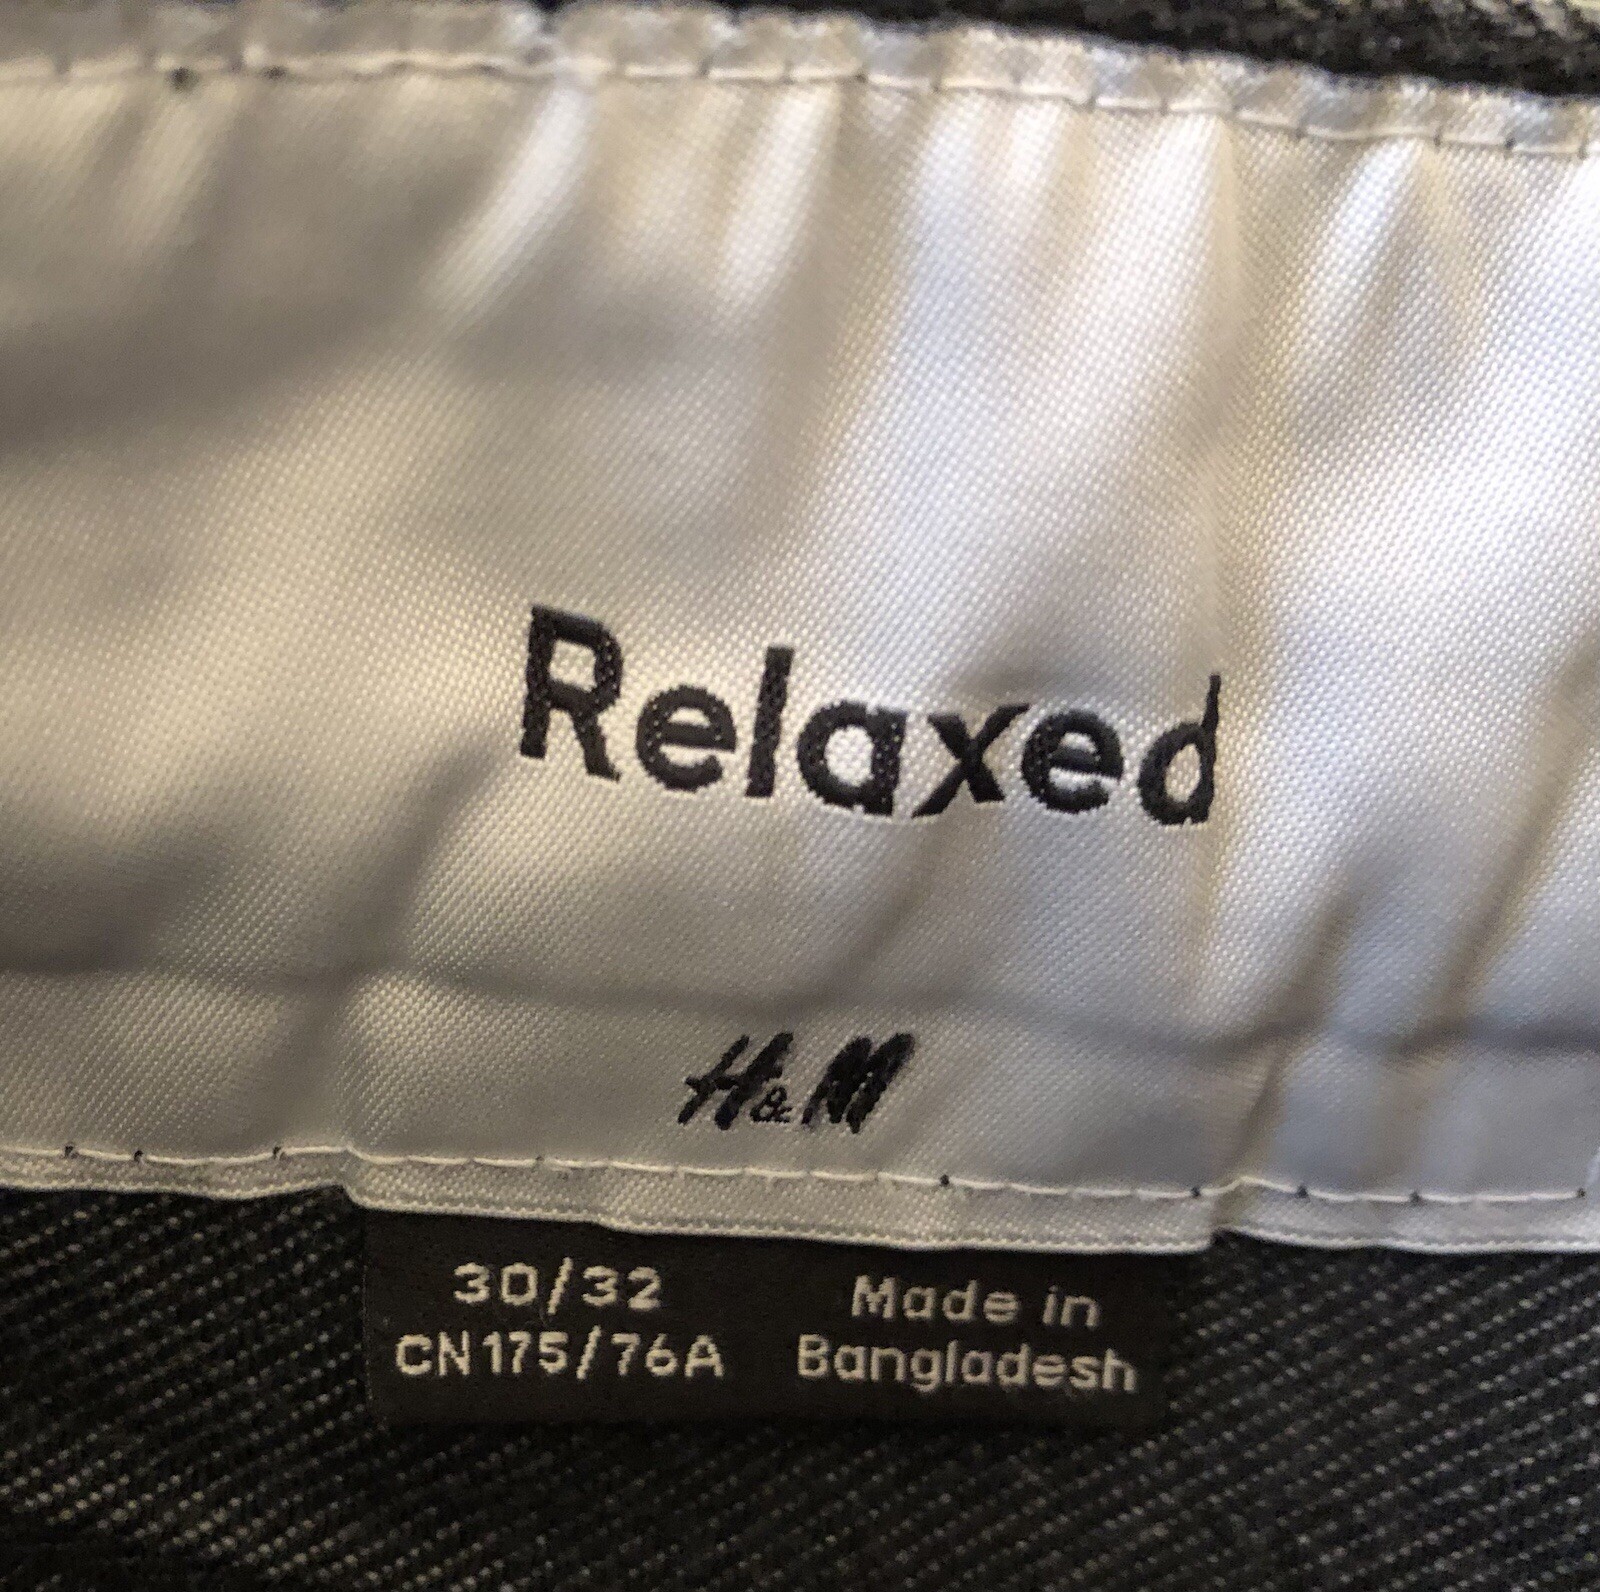 Relaxed
H&M
30/32
CN175/76A
Made in
Bangladesh